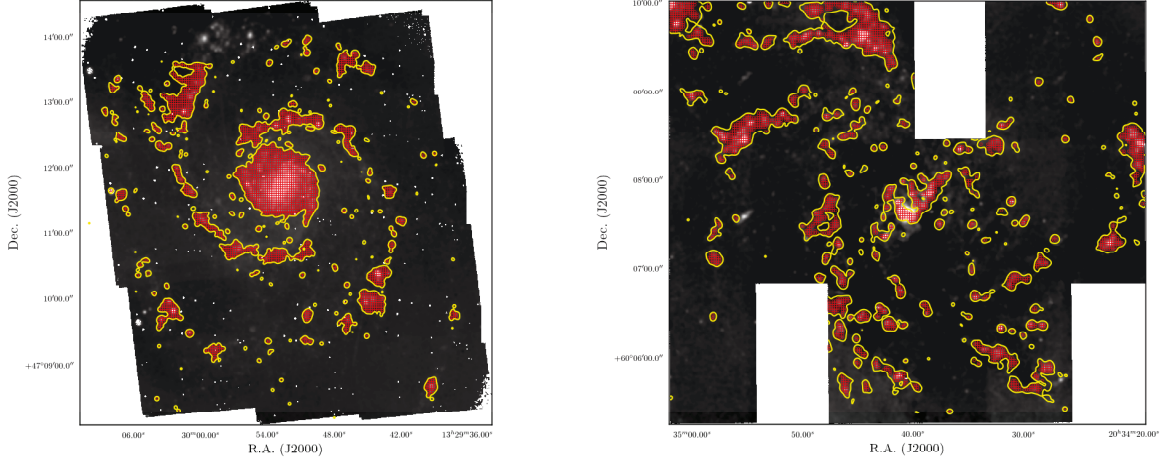 14′00.0″
13′00.0″
12′00.0″
11′00.0″
10′00.0″
+47°09′00.0″
Dec. (J2000)
06.00ˢ 30ᵐ00.00ˢ 54.00ˢ 48.00ˢ 42.00ˢ 13ʰ29ᵐ36.00ˢ
R.A. (J2000)
10′00.0″
09′00.0″
08′00.0″
07′00.0″
+60°06′00.0″
Dec. (J2000)
35ᵐ00.00ˢ 50.00ˢ 40.00ˢ 30.00ˢ 20ʰ34ᵐ20.00ˢ
R.A. (J2000)